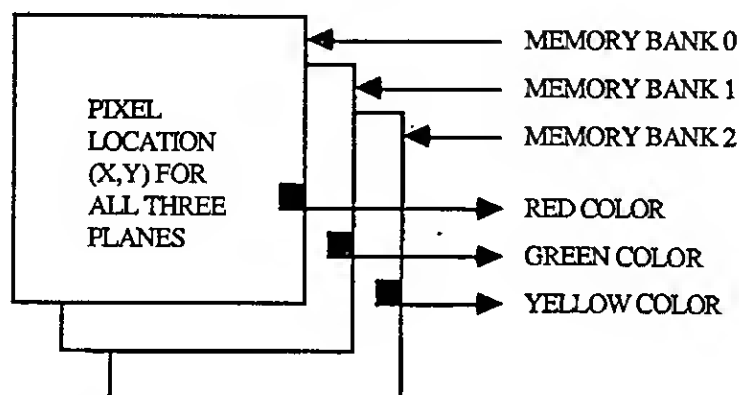 MEMORY BANK 0
MEMORY BANK 1
MEMORY BANK 2
PIXEL
LOCATION
(X,Y) FOR
ALL THREE
PLANES
RED COLOR
GREEN COLOR
YELLOW COLOR